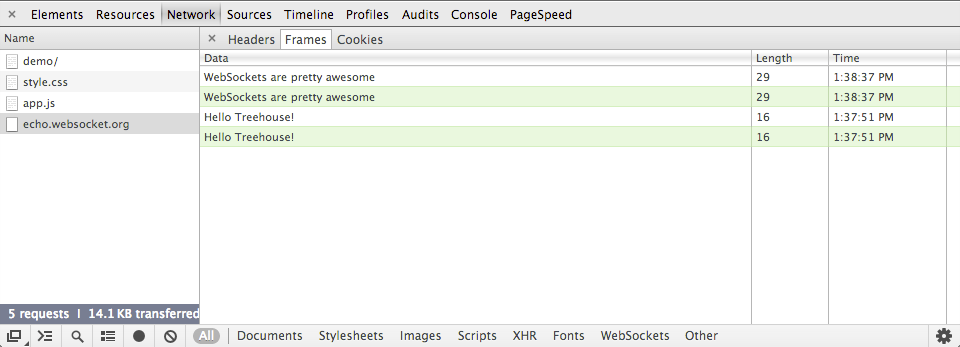 × Elements Resources Network Sources Timeline Profiles Audits Console PageSpeed
Name
× Headers Frames Cookies
Data Length Time
demo/
style.css
app.js
echo.websocket.org
WebSockets are pretty awesome 29 1:38:37 PM
WebSockets are pretty awesome 29 1:38:37 PM
Hello Treehouse! 16 1:37:51 PM
Hello Treehouse! 16 1:37:51 PM
5 requests | 14.1 KB transferred
All Documents Stylesheets Images Scripts XHR Fonts WebSockets Other